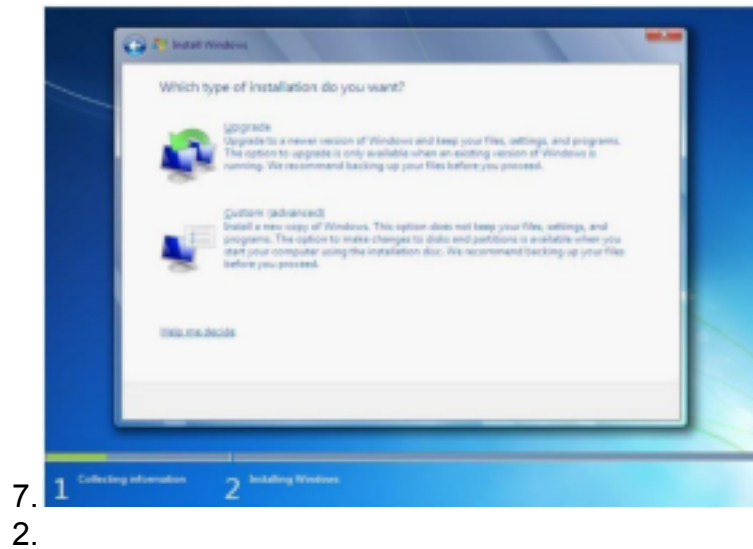 Install Windows
Which type of installation do you want?
Upgrade
Upgrade to a newer version of Windows and keep your files, settings, and programs.
The option to upgrade is only available when an existing version of Windows is
running. We recommend backing up your files before you proceed.
Custom (advanced)
Install a new copy of Windows. This option does not keep your files, settings, and
programs. The option to make changes to disks and partitions is available when you
start your computer using the installation disc. We recommend backing up your files
before you proceed.
Help me decide
1 Collecting information
2 Installing Windows
7.
2.